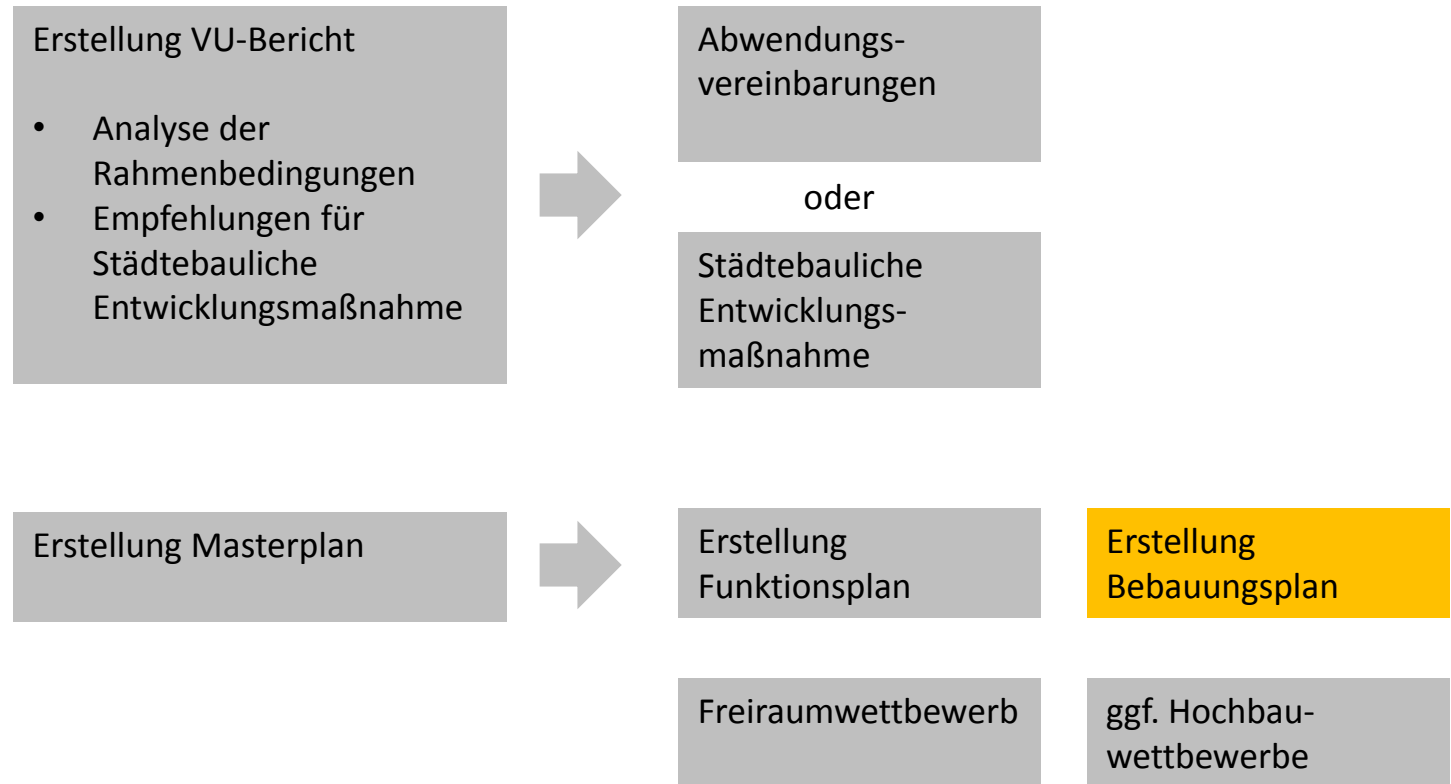 Erstellung VU-Bericht
• Analyse der
Rahmenbedingungen
• Empfehlungen für
Städtebauliche
Entwicklungsmaßnahme
Abwendungs-
vereinbarungen
oder
Städtebauliche
Entwicklungs-
maßnahme
Erstellung Masterplan
Erstellung
Funktionsplan
Erstellung
Bebauungsplan
Freiraumwettbewerb
ggf. Hochbau-
wettbewerbe